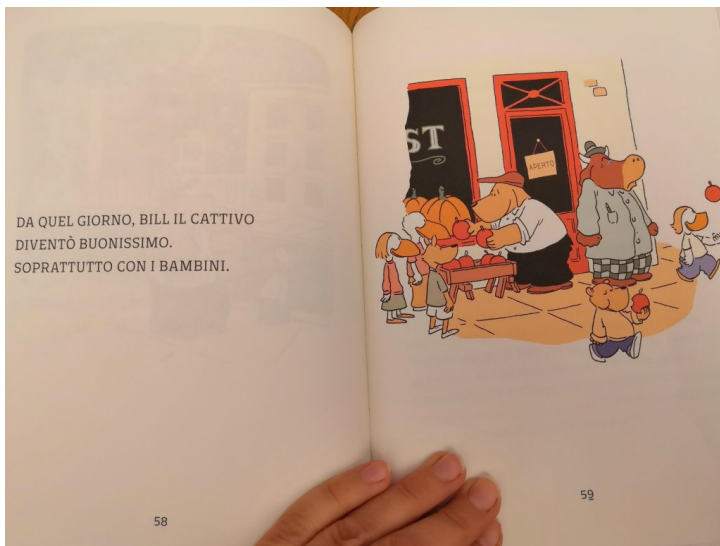 DA QUEL GIORNO, BILL IL CATTIVO
DIVENTÒ BUONISSIMO.
SOPRATTUTTO CON I BAMBINI.
58
ST
APERTO
59